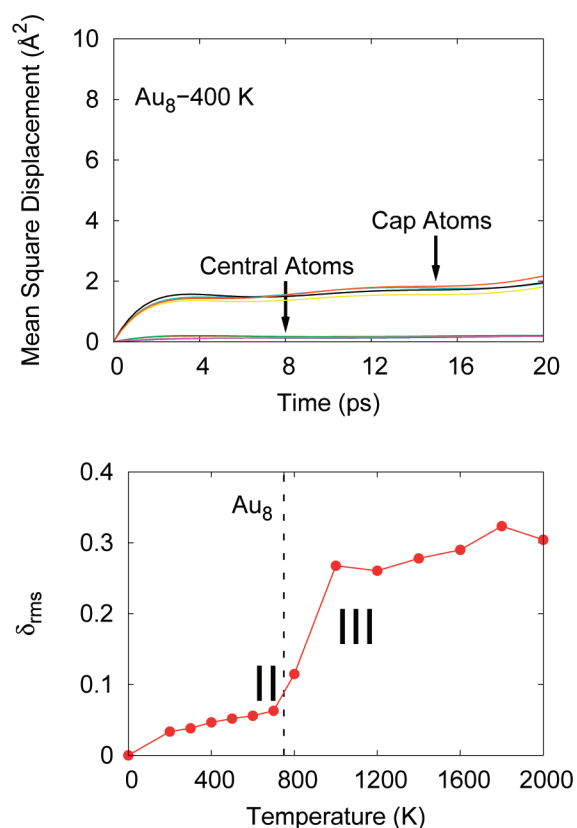 10
8
6
4
2
0
Mean Square Displacement (Å²)
Au₈−400 K
Cap Atoms
Central Atoms
0 4 8 12 16 20
Time (ps)
0.4
0.3
0.2
0.1
0
δrms
Au₈
II
III
0 400 800 1200 1600 2000
Temperature (K)